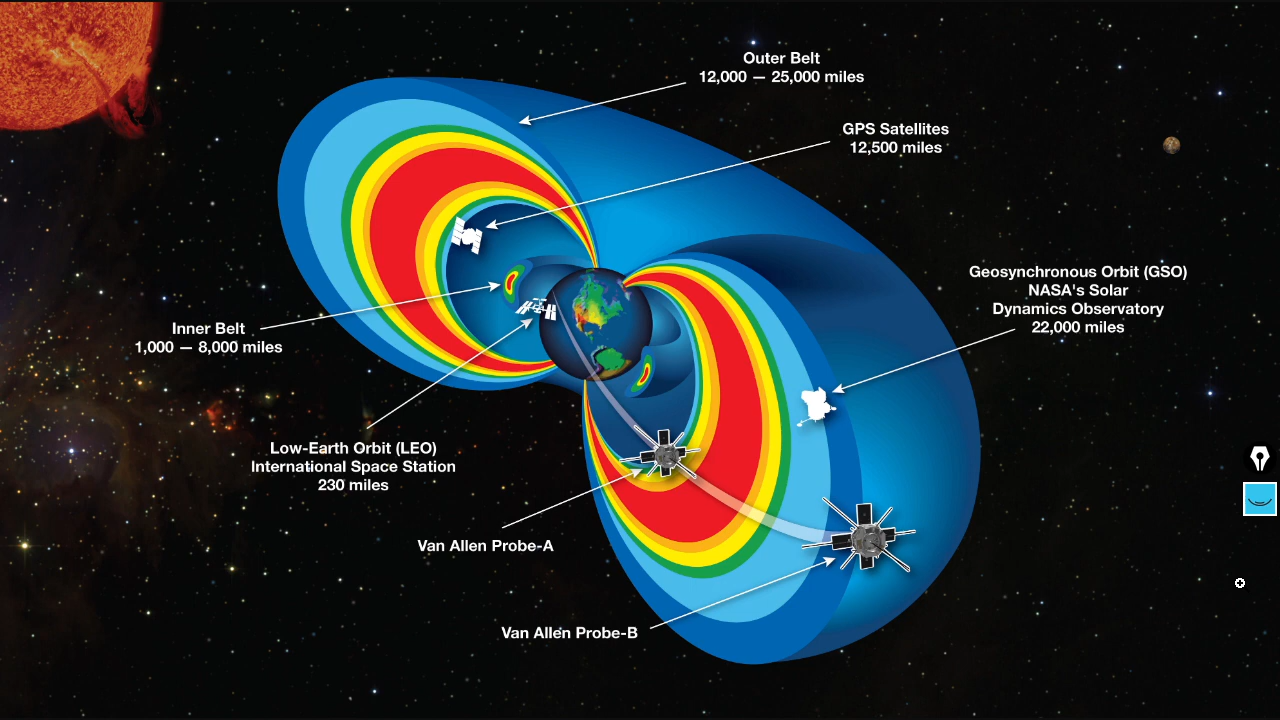 Outer Belt
12,000 — 25,000 miles
GPS Satellites
12,500 miles
Geosynchronous Orbit (GSO)
NASA's Solar
Dynamics Observatory
22,000 miles
Inner Belt
1,000 — 8,000 miles
Low-Earth Orbit (LEO)
International Space Station
230 miles
Van Allen Probe-A
Van Allen Probe-B